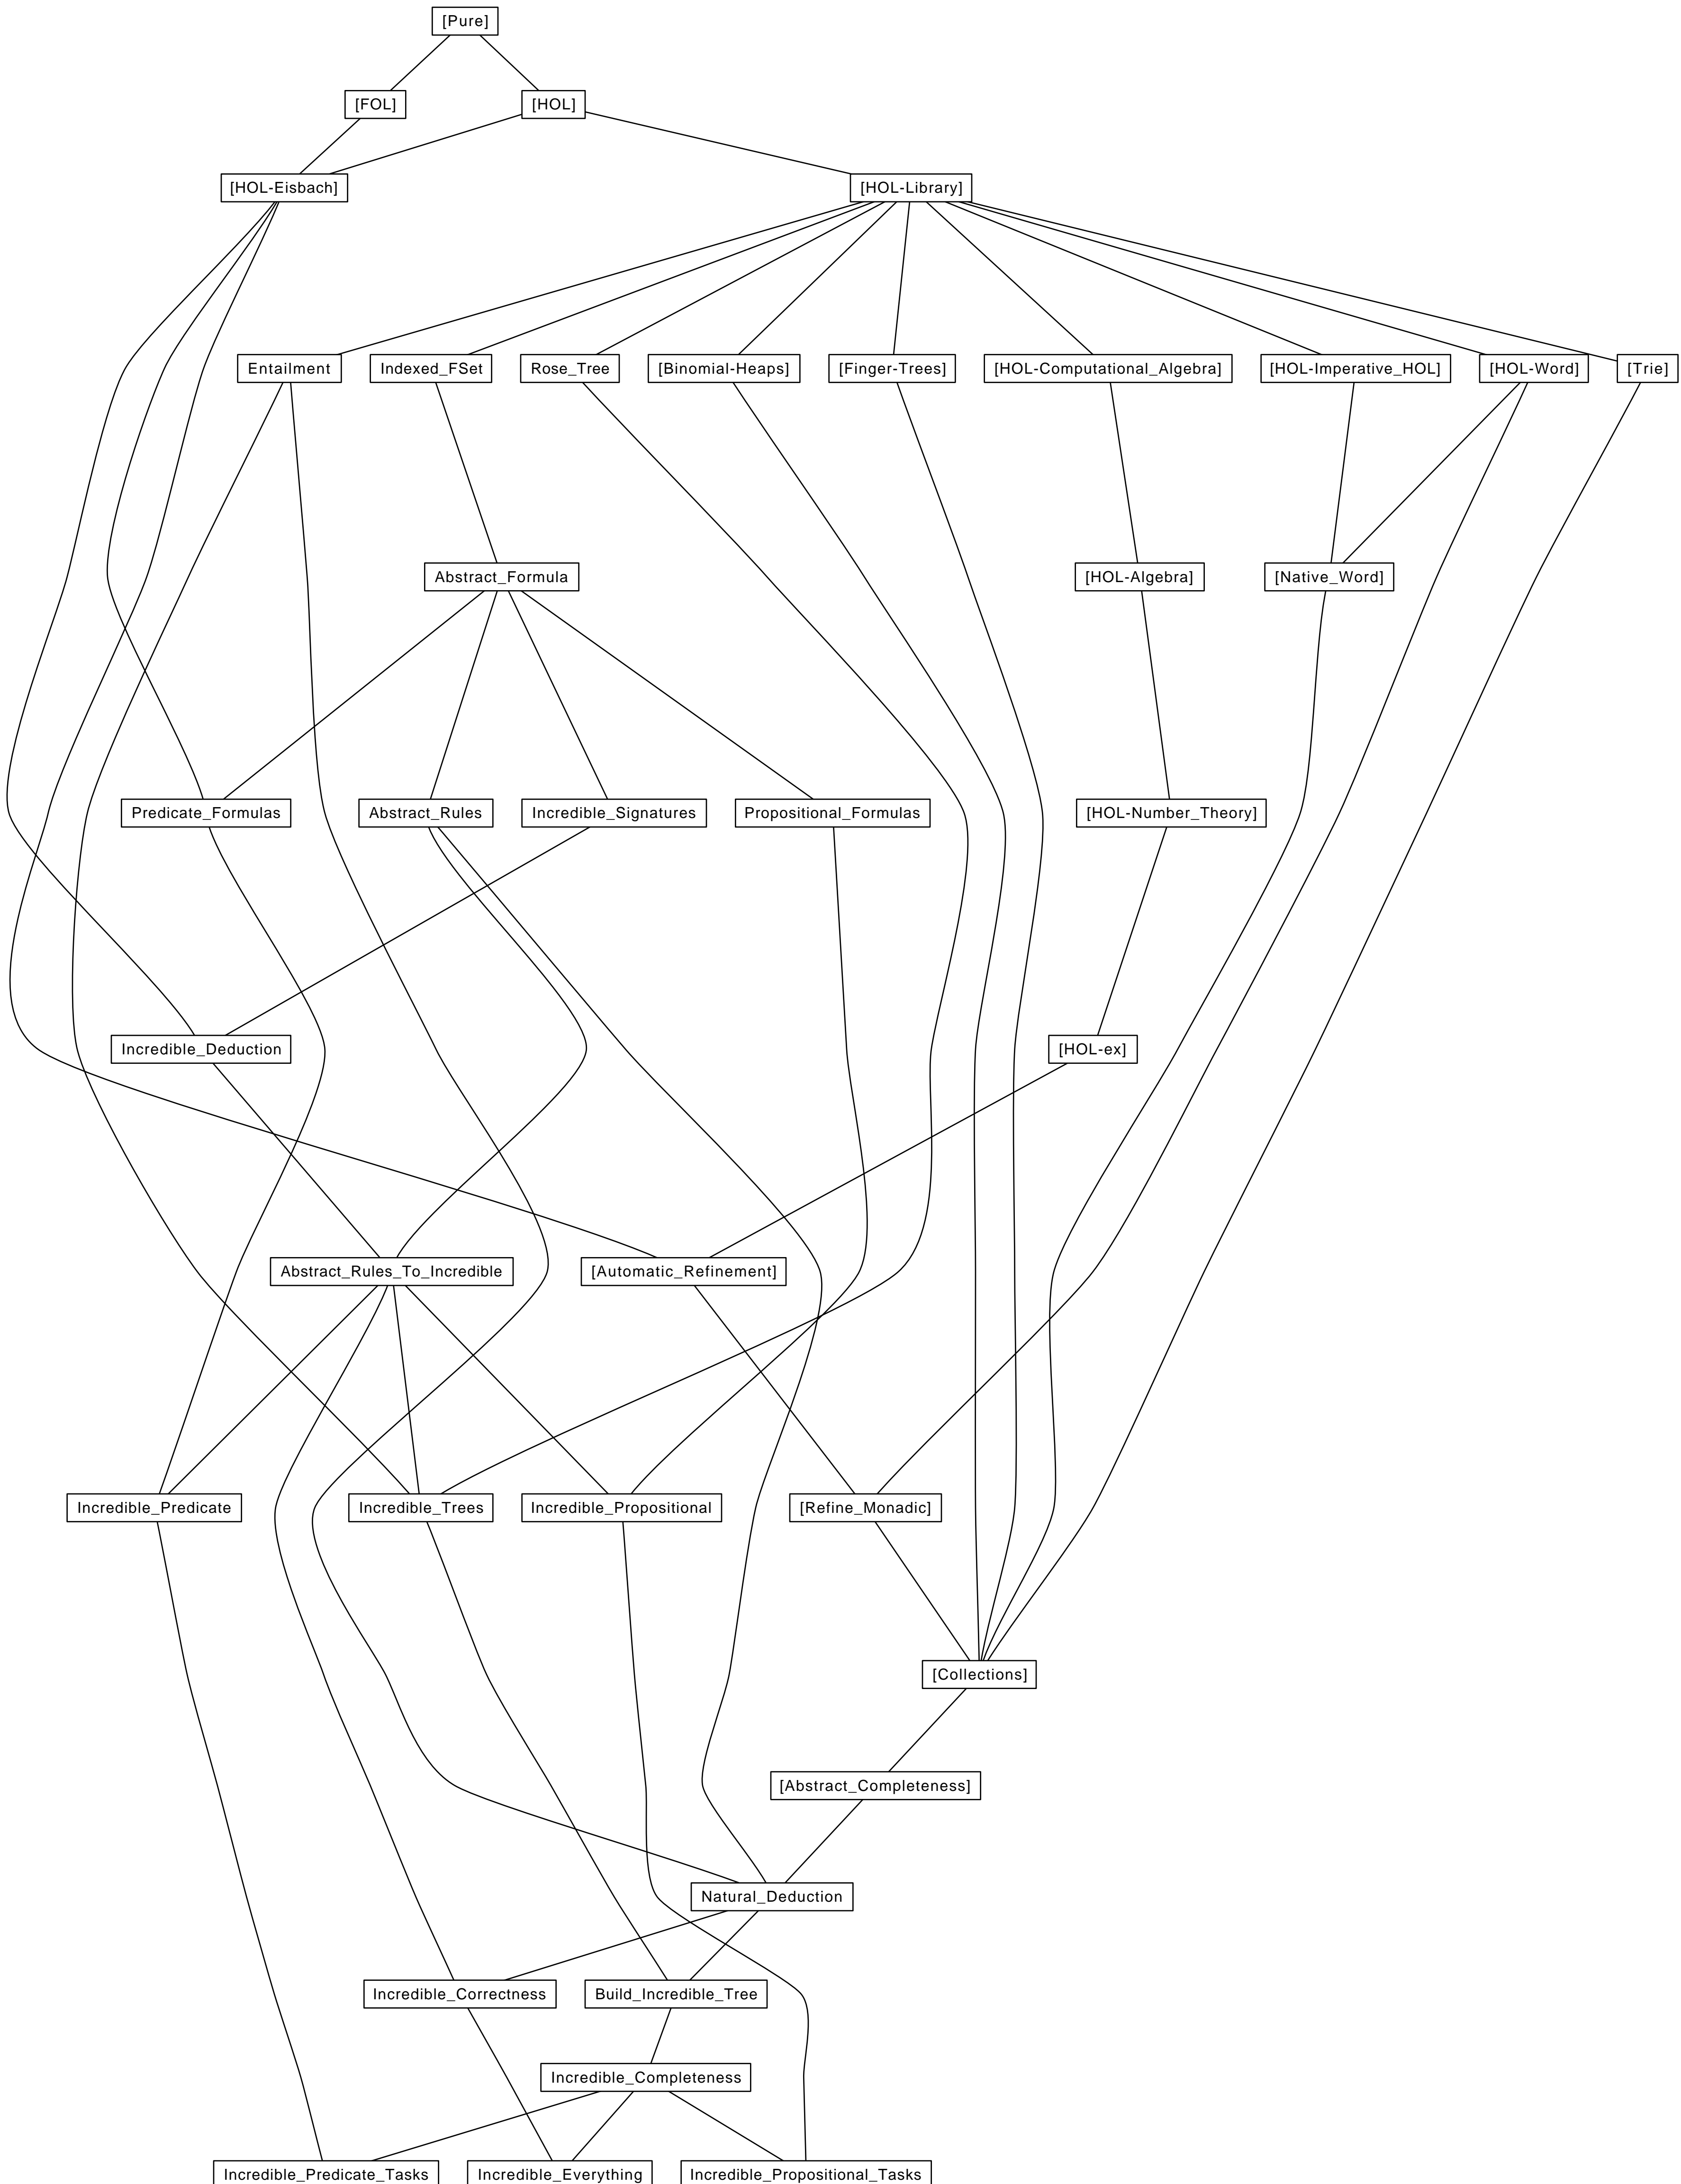 [Pure]
[FOL]
[HOL]
[HOL-Eisbach]
[HOL-Library]
Entailment
Indexed_FSet
Rose_Tree
[Binomial-Heaps]
[Finger-Trees]
[HOL-Computational_Algebra]
[HOL-Imperative_HOL]
[HOL-Word]
[Trie]
Abstract_Formula
[HOL-Algebra]
[Native_Word]
Predicate_Formulas
Abstract_Rules
Incredible_Signatures
Propositional_Formulas
[HOL-Number_Theory]
Incredible_Deduction
[HOL-ex]
Abstract_Rules_To_Incredible
[Automatic_Refinement]
Incredible_Predicate
Incredible_Trees
Incredible_Propositional
[Refine_Monadic]
[Collections]
[Abstract_Completeness]
Natural_Deduction
Incredible_Correctness
Build_Incredible_Tree
Incredible_Completeness
Incredible_Predicate_Tasks
Incredible_Everything
Incredible_Propositional_Tasks